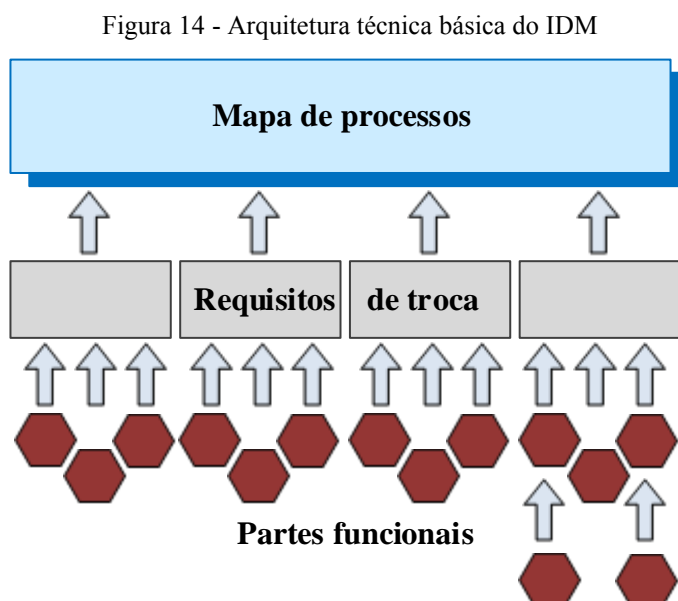 Figura 14 - Arquitetura técnica básica do IDM
Mapa de processos
Requisitos de troca
Partes funcionais